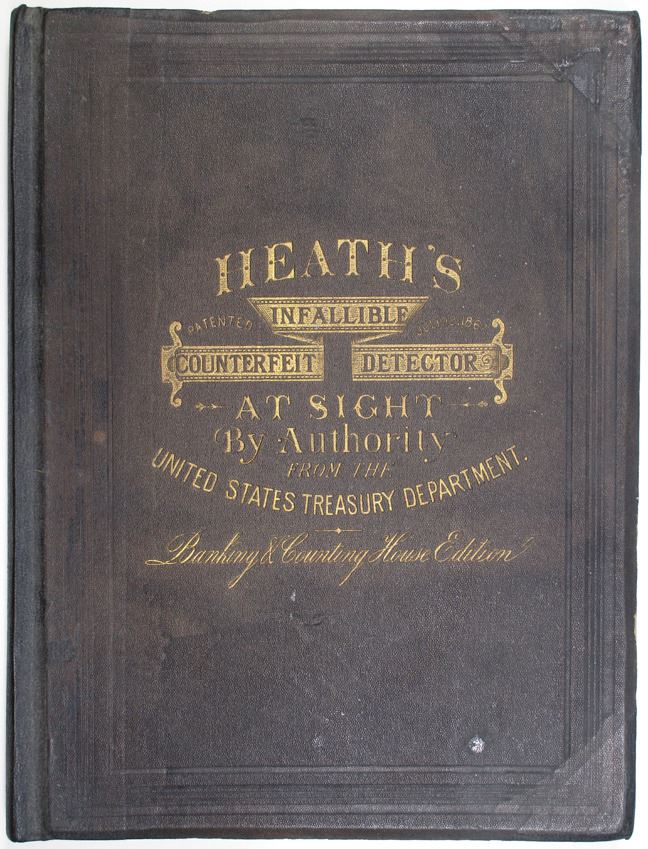 HEATH'S
PATENTED INFALLIBLE
COUNTERFEIT DETECTOR
AT SIGHT
By Authority
FROM THE
UNITED STATES TREASURY DEPARTMENT.
Banking & Counting House Edition